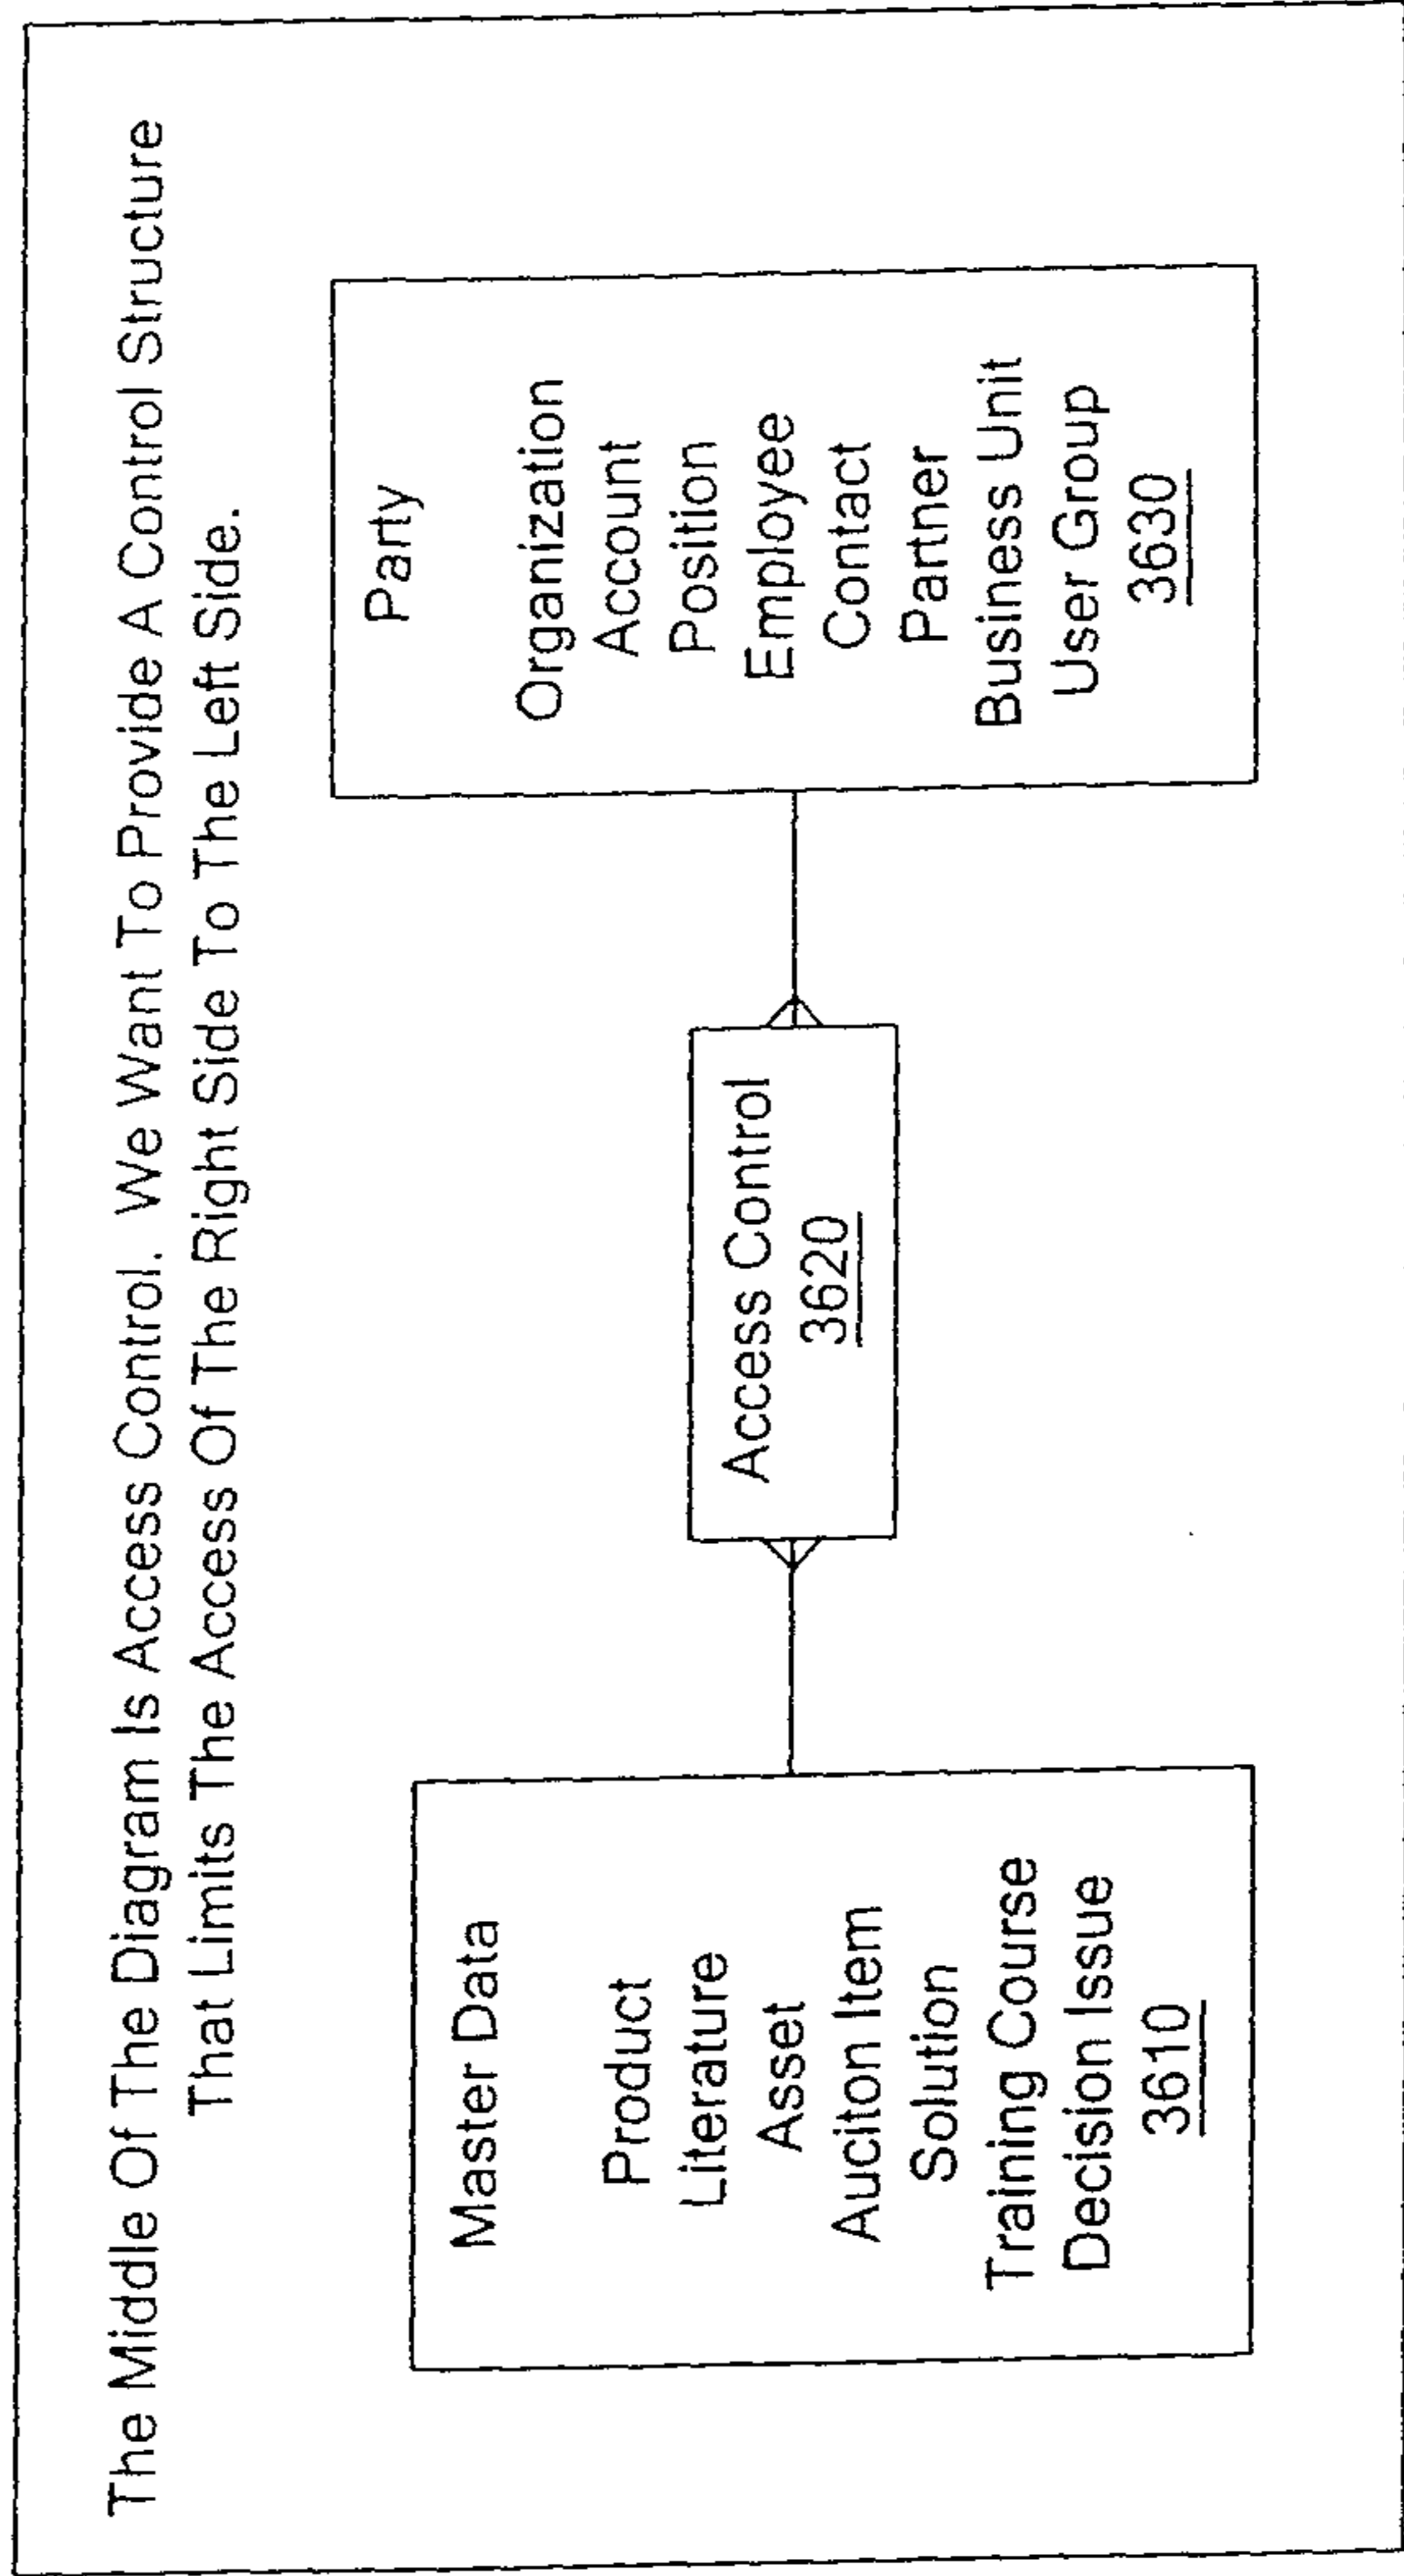 The Middle Of The Diagram Is Access Control. We Want To Provide A Control Structure
That Limits The Access Of The Right Side To The Left Side.
Master Data
Product
Literature
Asset
Auciton Item
Solution
Training Course
Decision Issue
3610
Access Control
3620
Party
Organization
Account
Position
Employee
Contact
Partner
Business Unit
User Group
3630